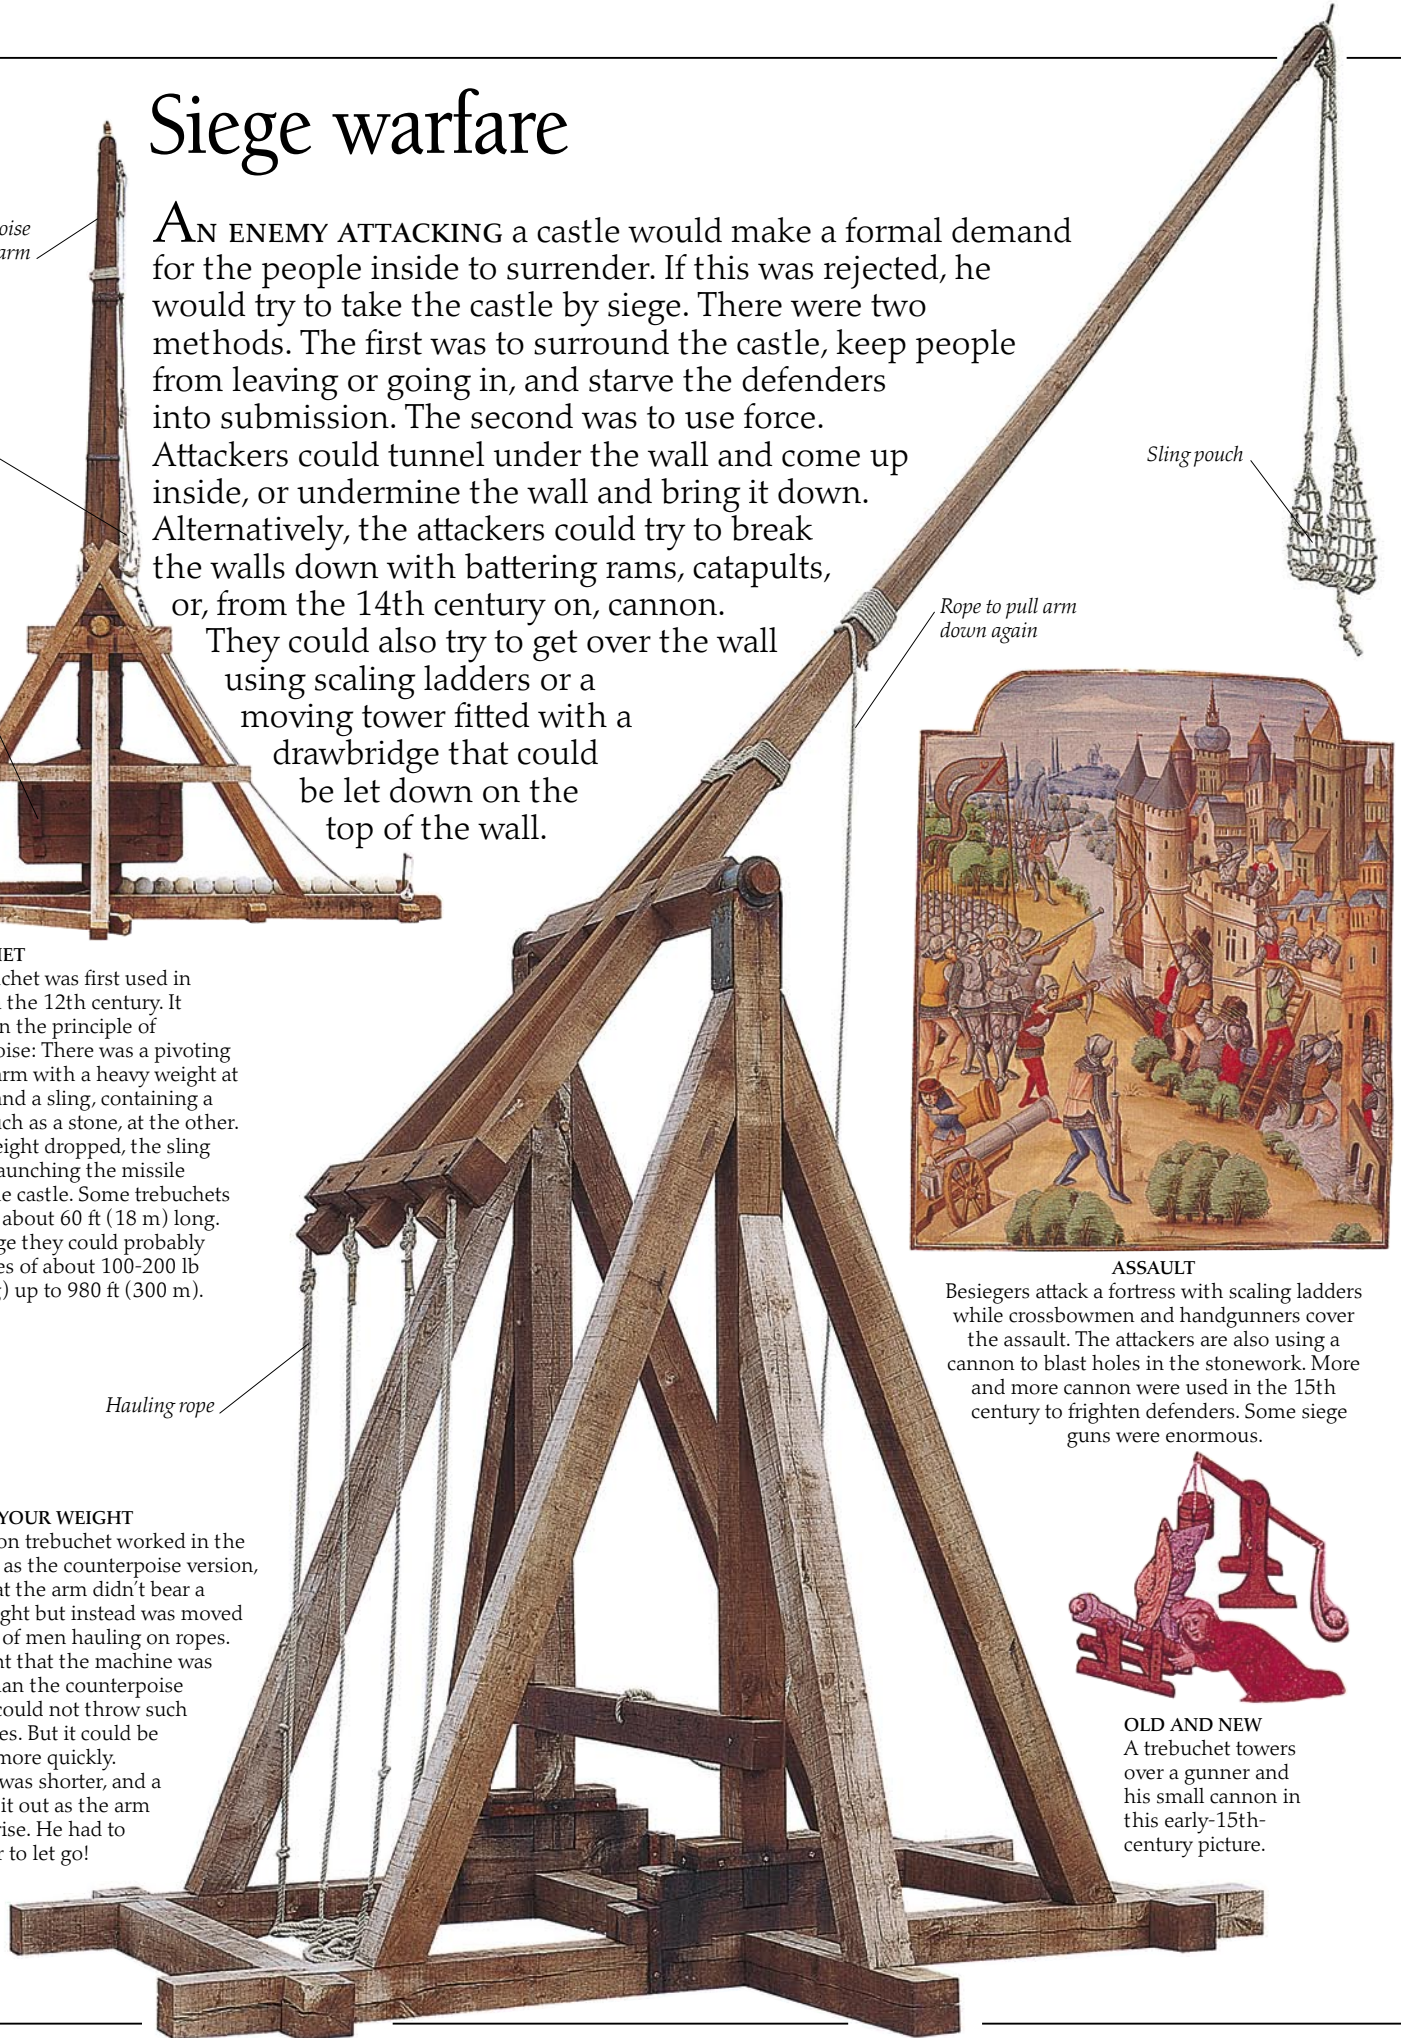 Siege warfare
AN ENEMY ATTACKING a castle would make a formal demand
for the people inside to surrender. If this was rejected, he
would try to take the castle by siege. There were two
methods. The first was to surround the castle, keep people
from leaving or going in, and starve the defenders
into submission. The second was to use force.
Attackers could tunnel under the wall and come up
inside, or undermine the wall and bring it down.
Alternatively, the attackers could try to break
the walls down with battering rams, catapults,
or, from the 14th century on, cannon.
They could also try to get over the wall
using scaling ladders or a
moving tower fitted with a
drawbridge that could
be let down on the
top of the wall.
oise
arm
Sling pouch
Rope to pull arm
down again
ET
chet was first used in
the 12th century. It
n the principle of
oise: There was a pivoting
arm with a heavy weight at
and a sling, containing a
uch as a stone, at the other.
eight dropped, the sling
aunching the missile
e castle. Some trebuchets
about 60 ft (18 m) long.
ge they could probably
es of about 100-200 lb
) up to 980 ft (300 m).
ASSAULT
Besiegers attack a fortress with scaling ladders
while crossbowmen and handgunners cover
the assault. The attackers are also using a
cannon to blast holes in the stonework. More
and more cannon were used in the 15th
century to frighten defenders. Some siege
guns were enormous.
Hauling rope
YOUR WEIGHT
on trebuchet worked in the
as the counterpoise version,
at the arm didn't bear a
ght but instead was moved
of men hauling on ropes.
nt that the machine was
an the counterpoise
could not throw such
es. But it could be
more quickly.
was shorter, and a
it out as the arm
rise. He had to
r to let go!
OLD AND NEW
A trebuchet towers
over a gunner and
his small cannon in
this early-15th-
century picture.